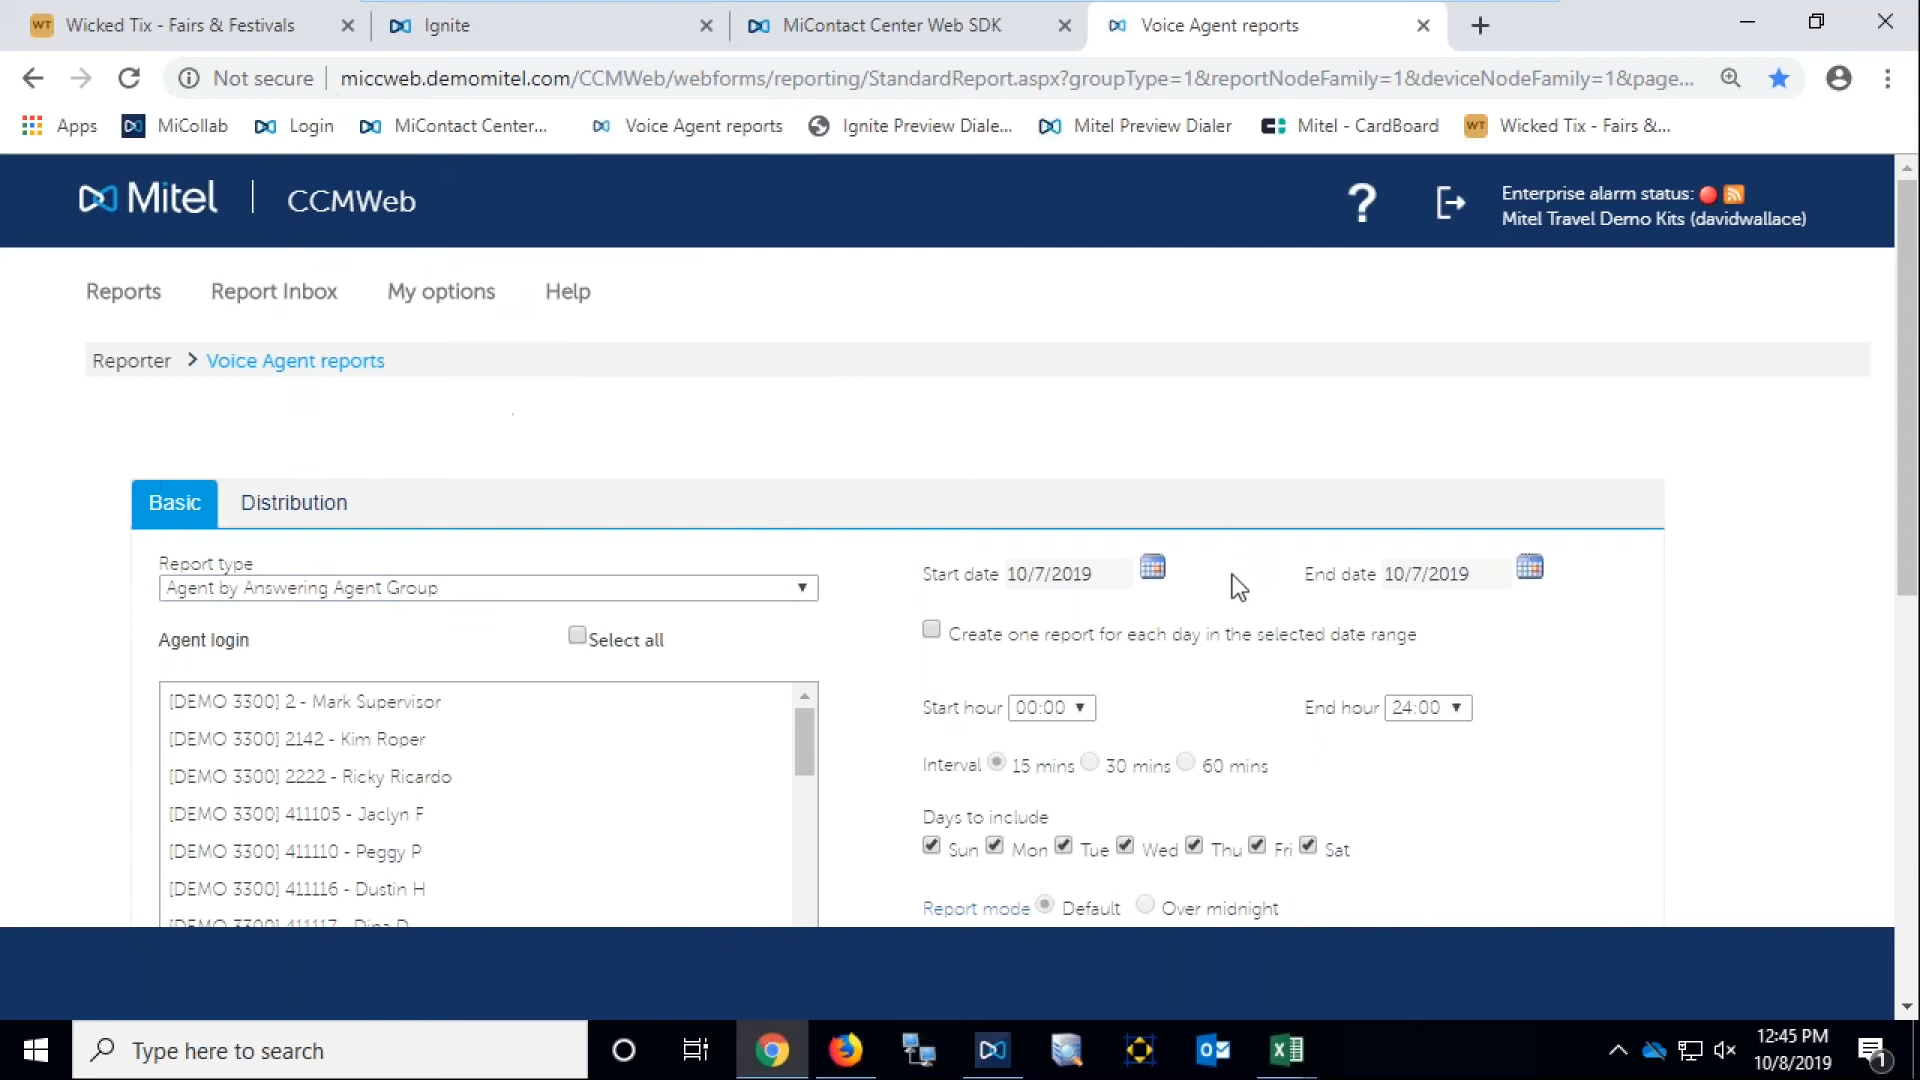 WT Wicked Tix - Fairs & Festivals
Ignite
MiContact Center Web SDK
Voice Agent reports
Not secure
miccweb.demomitel.com/CCMWeb/webforms/reporting/StandardReport.aspx?groupType=1&reportNodeFamily=1&deviceNodeFamily=1&page...
Apps
MiCollab
Login
MiContact Center...
Voice Agent reports
Ignite Preview Diale...
Mitel Preview Dialer
Mitel - CardBoard
WT Wicked Tix - Fairs &...
Mitel
CCMWeb
?
Enterprise alarm status:
Mitel Travel Demo Kits (davidwallace)
Reports
Report Inbox
My options
Help
Reporter > Voice Agent reports
Basic
Distribution
Report type
Agent by Answering Agent Group
Agent login
Select all
[DEMO 3300] 2 - Mark Supervisor
[DEMO 3300] 2142 - Kim Roper
[DEMO 3300] 2222 - Ricky Ricardo
[DEMO 3300] 411105 - Jaclyn F
[DEMO 3300] 411110 - Peggy P
[DEMO 3300] 411116 - Dustin H
[DEMO 3300] 411117 - Dina D
Start date 10/7/2019
End date 10/7/2019
Create one report for each day in the selected date range
Start hour 00:00
End hour 24:00
Interval 15 mins 30 mins 60 mins
Days to include
Sun Mon Tue Wed Thu Fri Sat
Report mode Default Over midnight
Type here to search
12:45 PM
10/8/2019
1